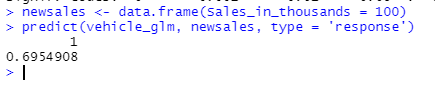 > newsales <- data.frame(Sales_in_thousands = 100)
> predict(vehicle_glm, newsales, type = 'response')
1
0.6954908
>